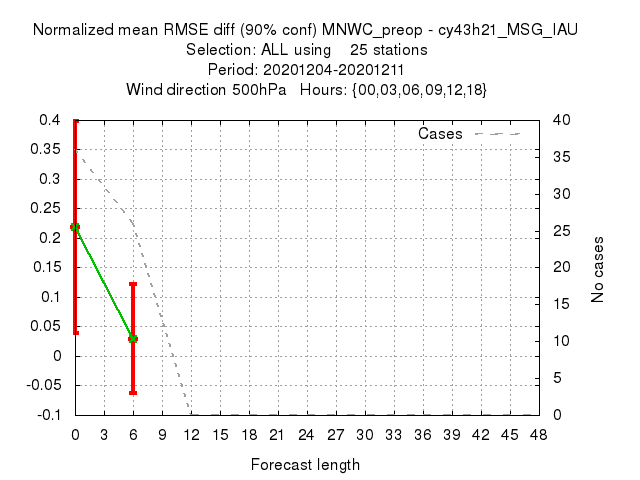 Normalized mean RMSE diff (90% conf) MNWC_preop - cy43h21_MSG_IAU
Selection: ALL using    25 stations
Period: 20201204-20201211
Wind direction 500hPa   Hours: {00,03,06,09,12,18}
0.4
0.35
0.3
0.25
0.2
0.15
0.1
0.05
0
-0.05
-0.1
Cases
40
35
30
25
20
15
10
5
0
No cases
0 3 6 9 12 15 18 21 24 27 30 33 36 39 42 45 48
Forecast length